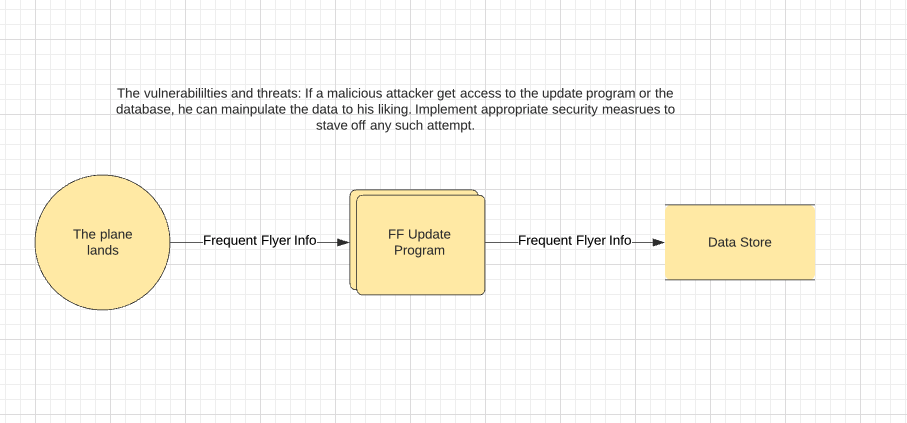 The vulnerabililties and threats: If a malicious attacker get access to the update program or the
database, he can mainpulate the data to his liking. Implement appropriate security measrues to
stave off any such attempt.
The plane
lands
Frequent Flyer Info
FF Update
Program
Frequent Flyer Info
Data Store